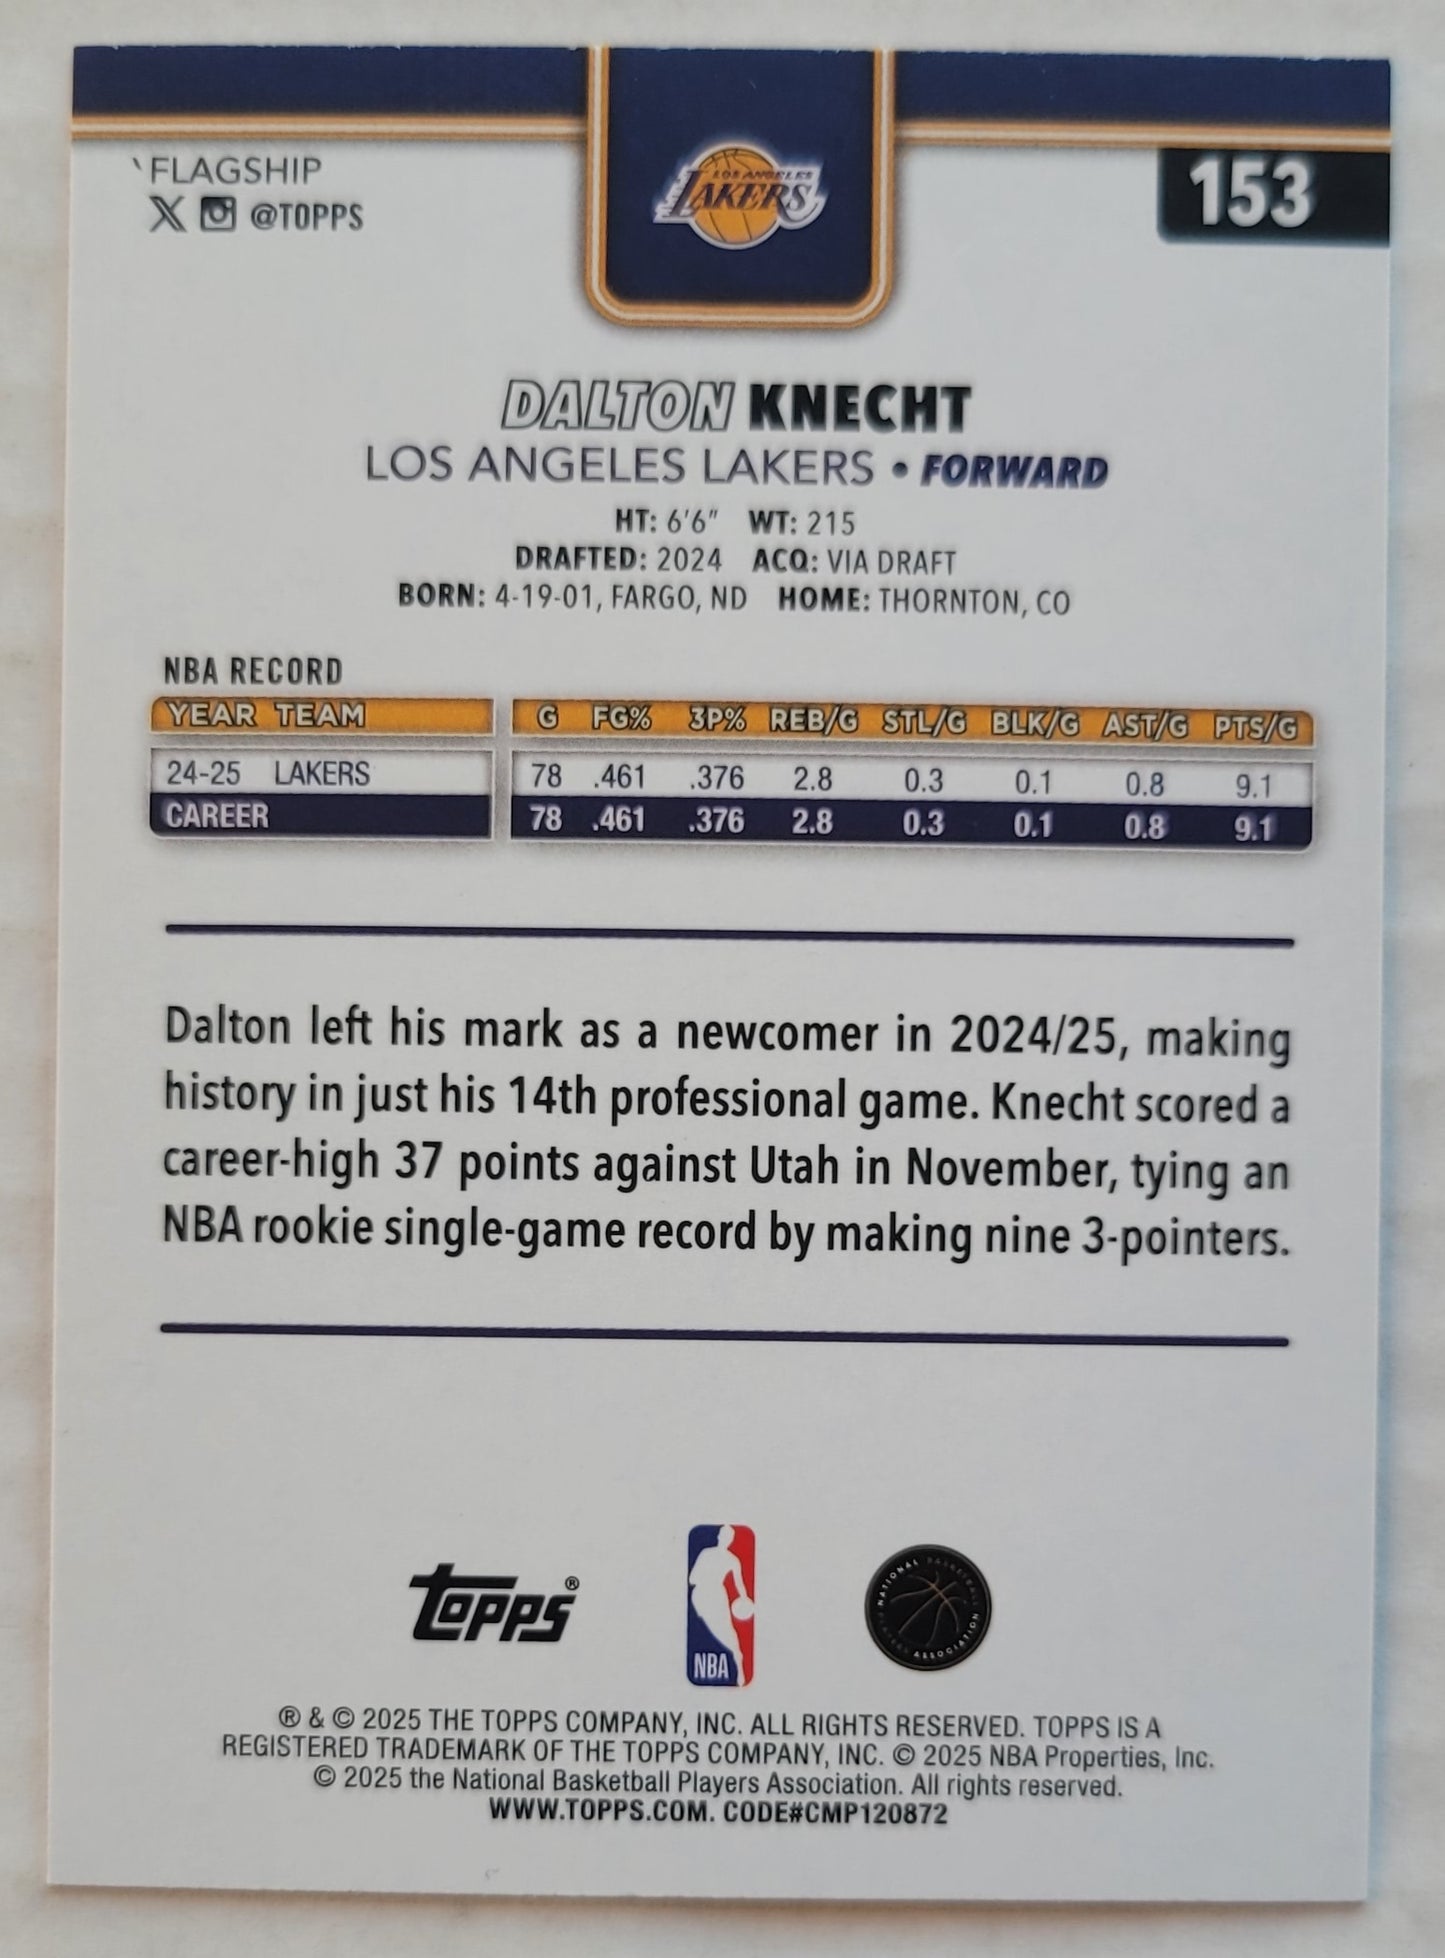 `FLAGSHIP
@TOPPS
LOS ANGELES
LAKERS
153
DALTON KNECHT
LOS ANGELES LAKERS • FORWARD
HT: 6'6" WT: 215
DRAFTED: 2024 ACQ: VIA DRAFT
BORN: 4-19-01, FARGO, ND HOME: THORNTON, CO
NBA RECORD
YEAR TEAM G FG% 3P% REB/G STL/G BLK/G AST/G PTS/G
24-25 LAKERS 78 .461 .376 2.8 0.3 0.1 0.8 9.1
CAREER 78 .461 .376 2.8 0.3 0.1 0.8 9.1
Dalton left his mark as a newcomer in 2024/25, making
history in just his 14th professional game. Knecht scored a
career-high 37 points against Utah in November, tying an
NBA rookie single-game record by making nine 3-pointers.
TOPPS®
NBA
NATIONAL BASKETBALL PLAYERS ASSOCIATION
® & © 2025 THE TOPPS COMPANY, INC. ALL RIGHTS RESERVED. TOPPS IS A
REGISTERED TRADEMARK OF THE TOPPS COMPANY, INC. © 2025 NBA Properties, Inc.
© 2025 the National Basketball Players Association. All rights reserved.
WWW.TOPPS.COM. CODE#CMP120872